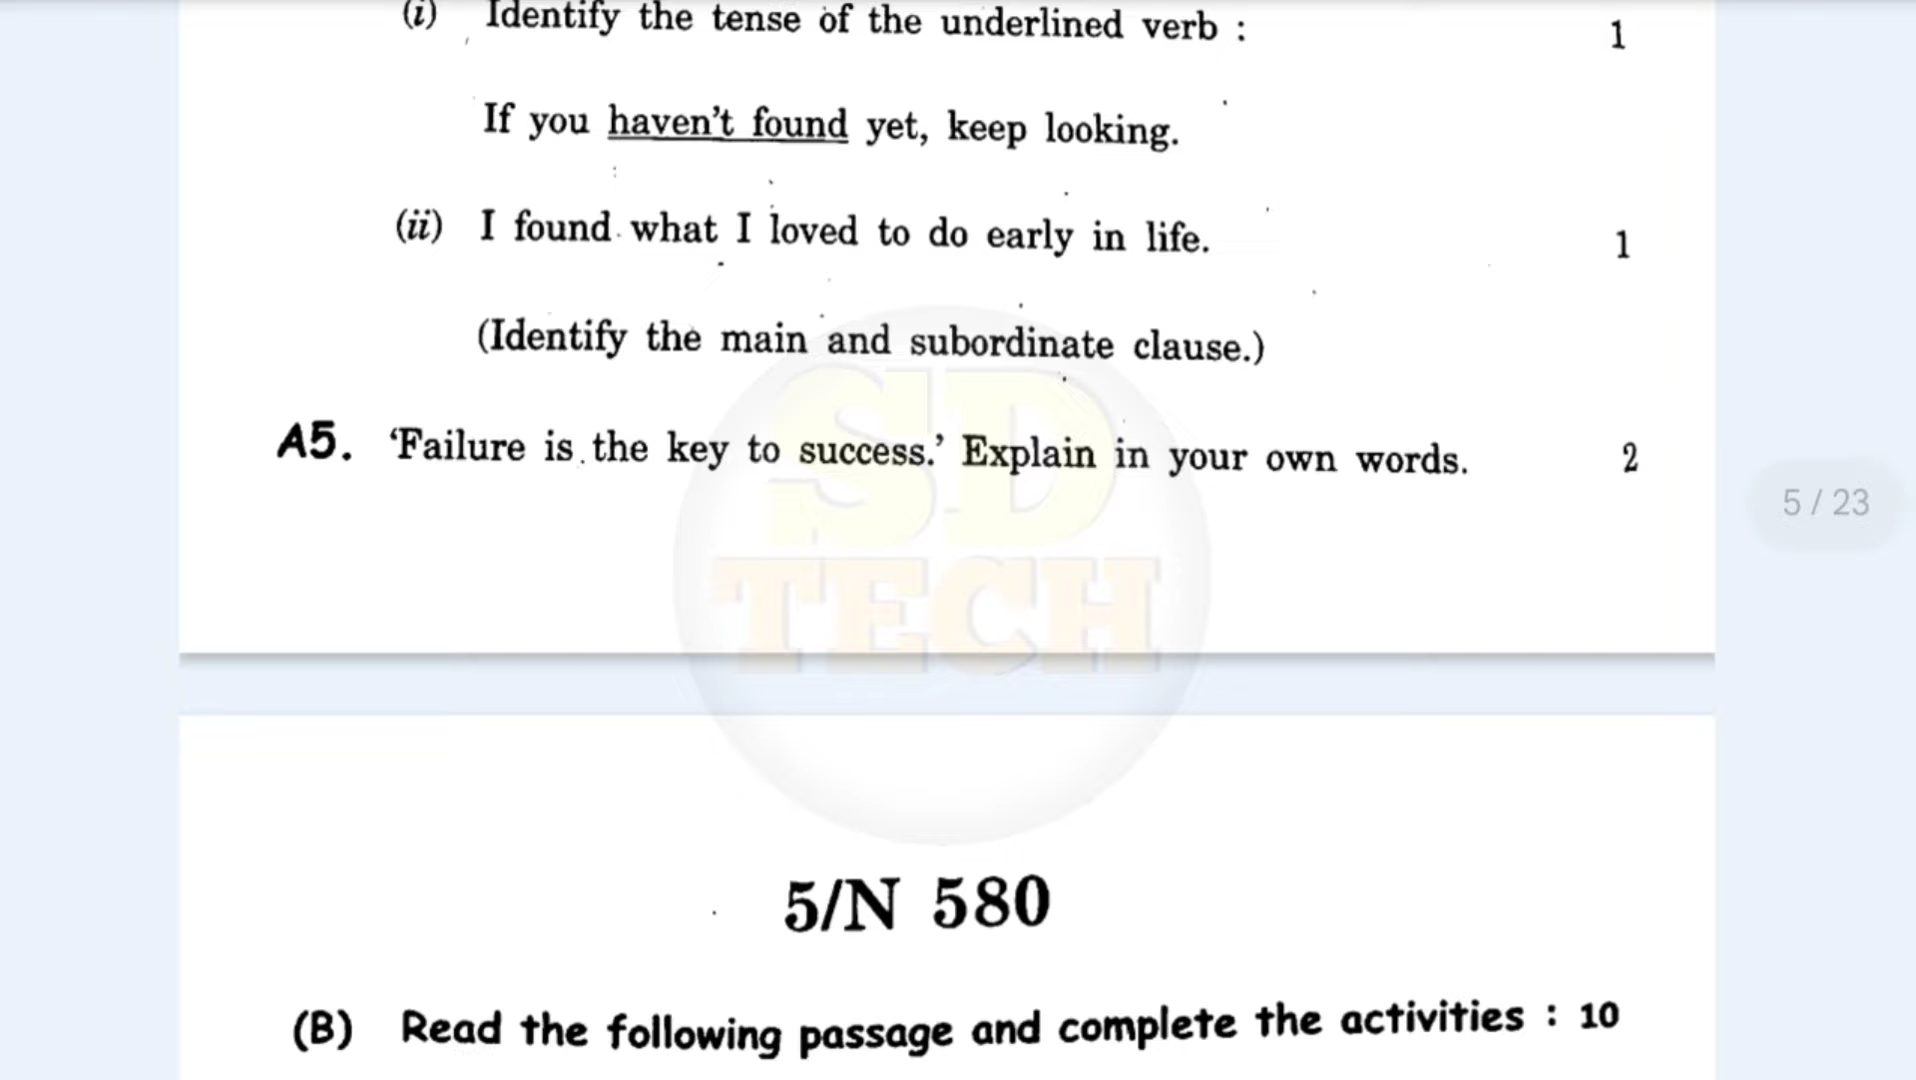 (i) Identify the tense of the underlined verb : 1
If you haven't found yet, keep looking.
(ii) I found what I loved to do early in life. 1
(Identify the main and subordinate clause.)
A5. ‘Failure is the key to success.’ Explain in your own words. 2
5 / 23
SD
TECH
5/N 580
(B) Read the following passage and complete the activities : 10